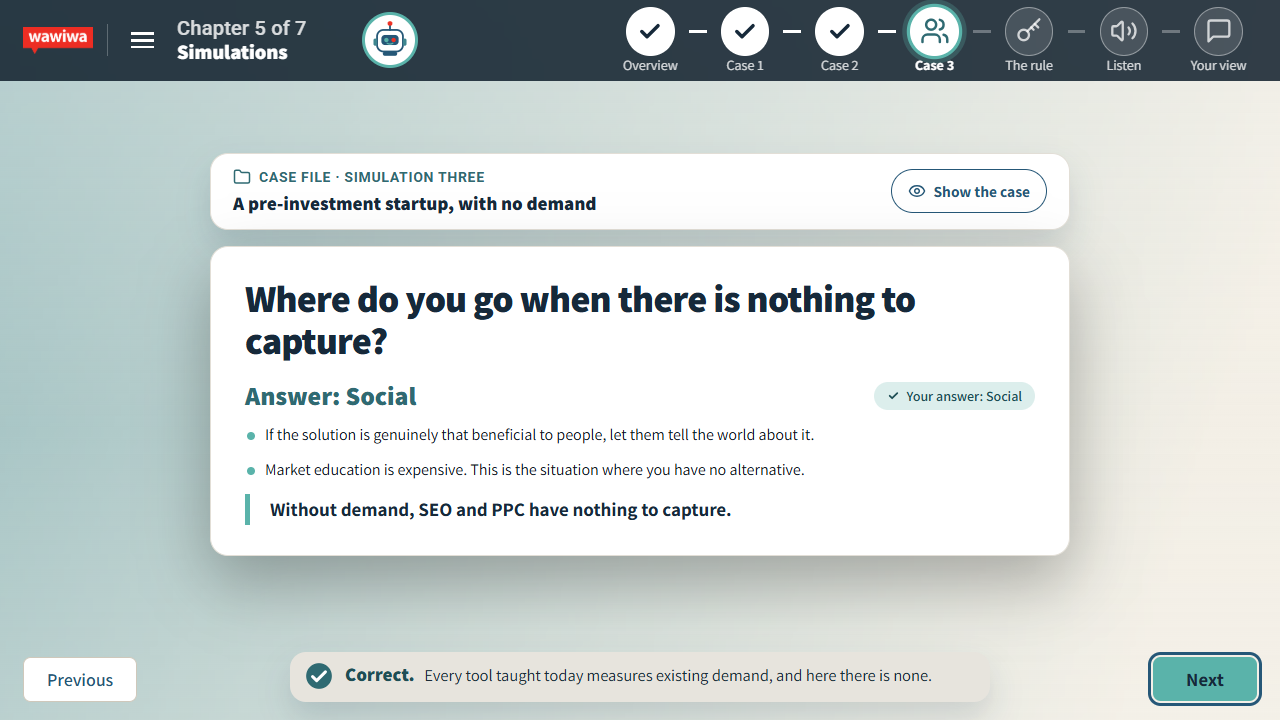 wawiwa
Chapter 5 of 7
Simulations
Overview
Case 1
Case 2
Case 3
The rule
Listen
Your view
CASE FILE · SIMULATION THREE
A pre-investment startup, with no demand
Show the case
Where do you go when there is nothing to
capture?
Answer: Social
Your answer: Social
If the solution is genuinely that beneficial to people, let them tell the world about it.
Market education is expensive. This is the situation where you have no alternative.
Without demand, SEO and PPC have nothing to capture.
Previous
Correct. Every tool taught today measures existing demand, and here there is none.
Next